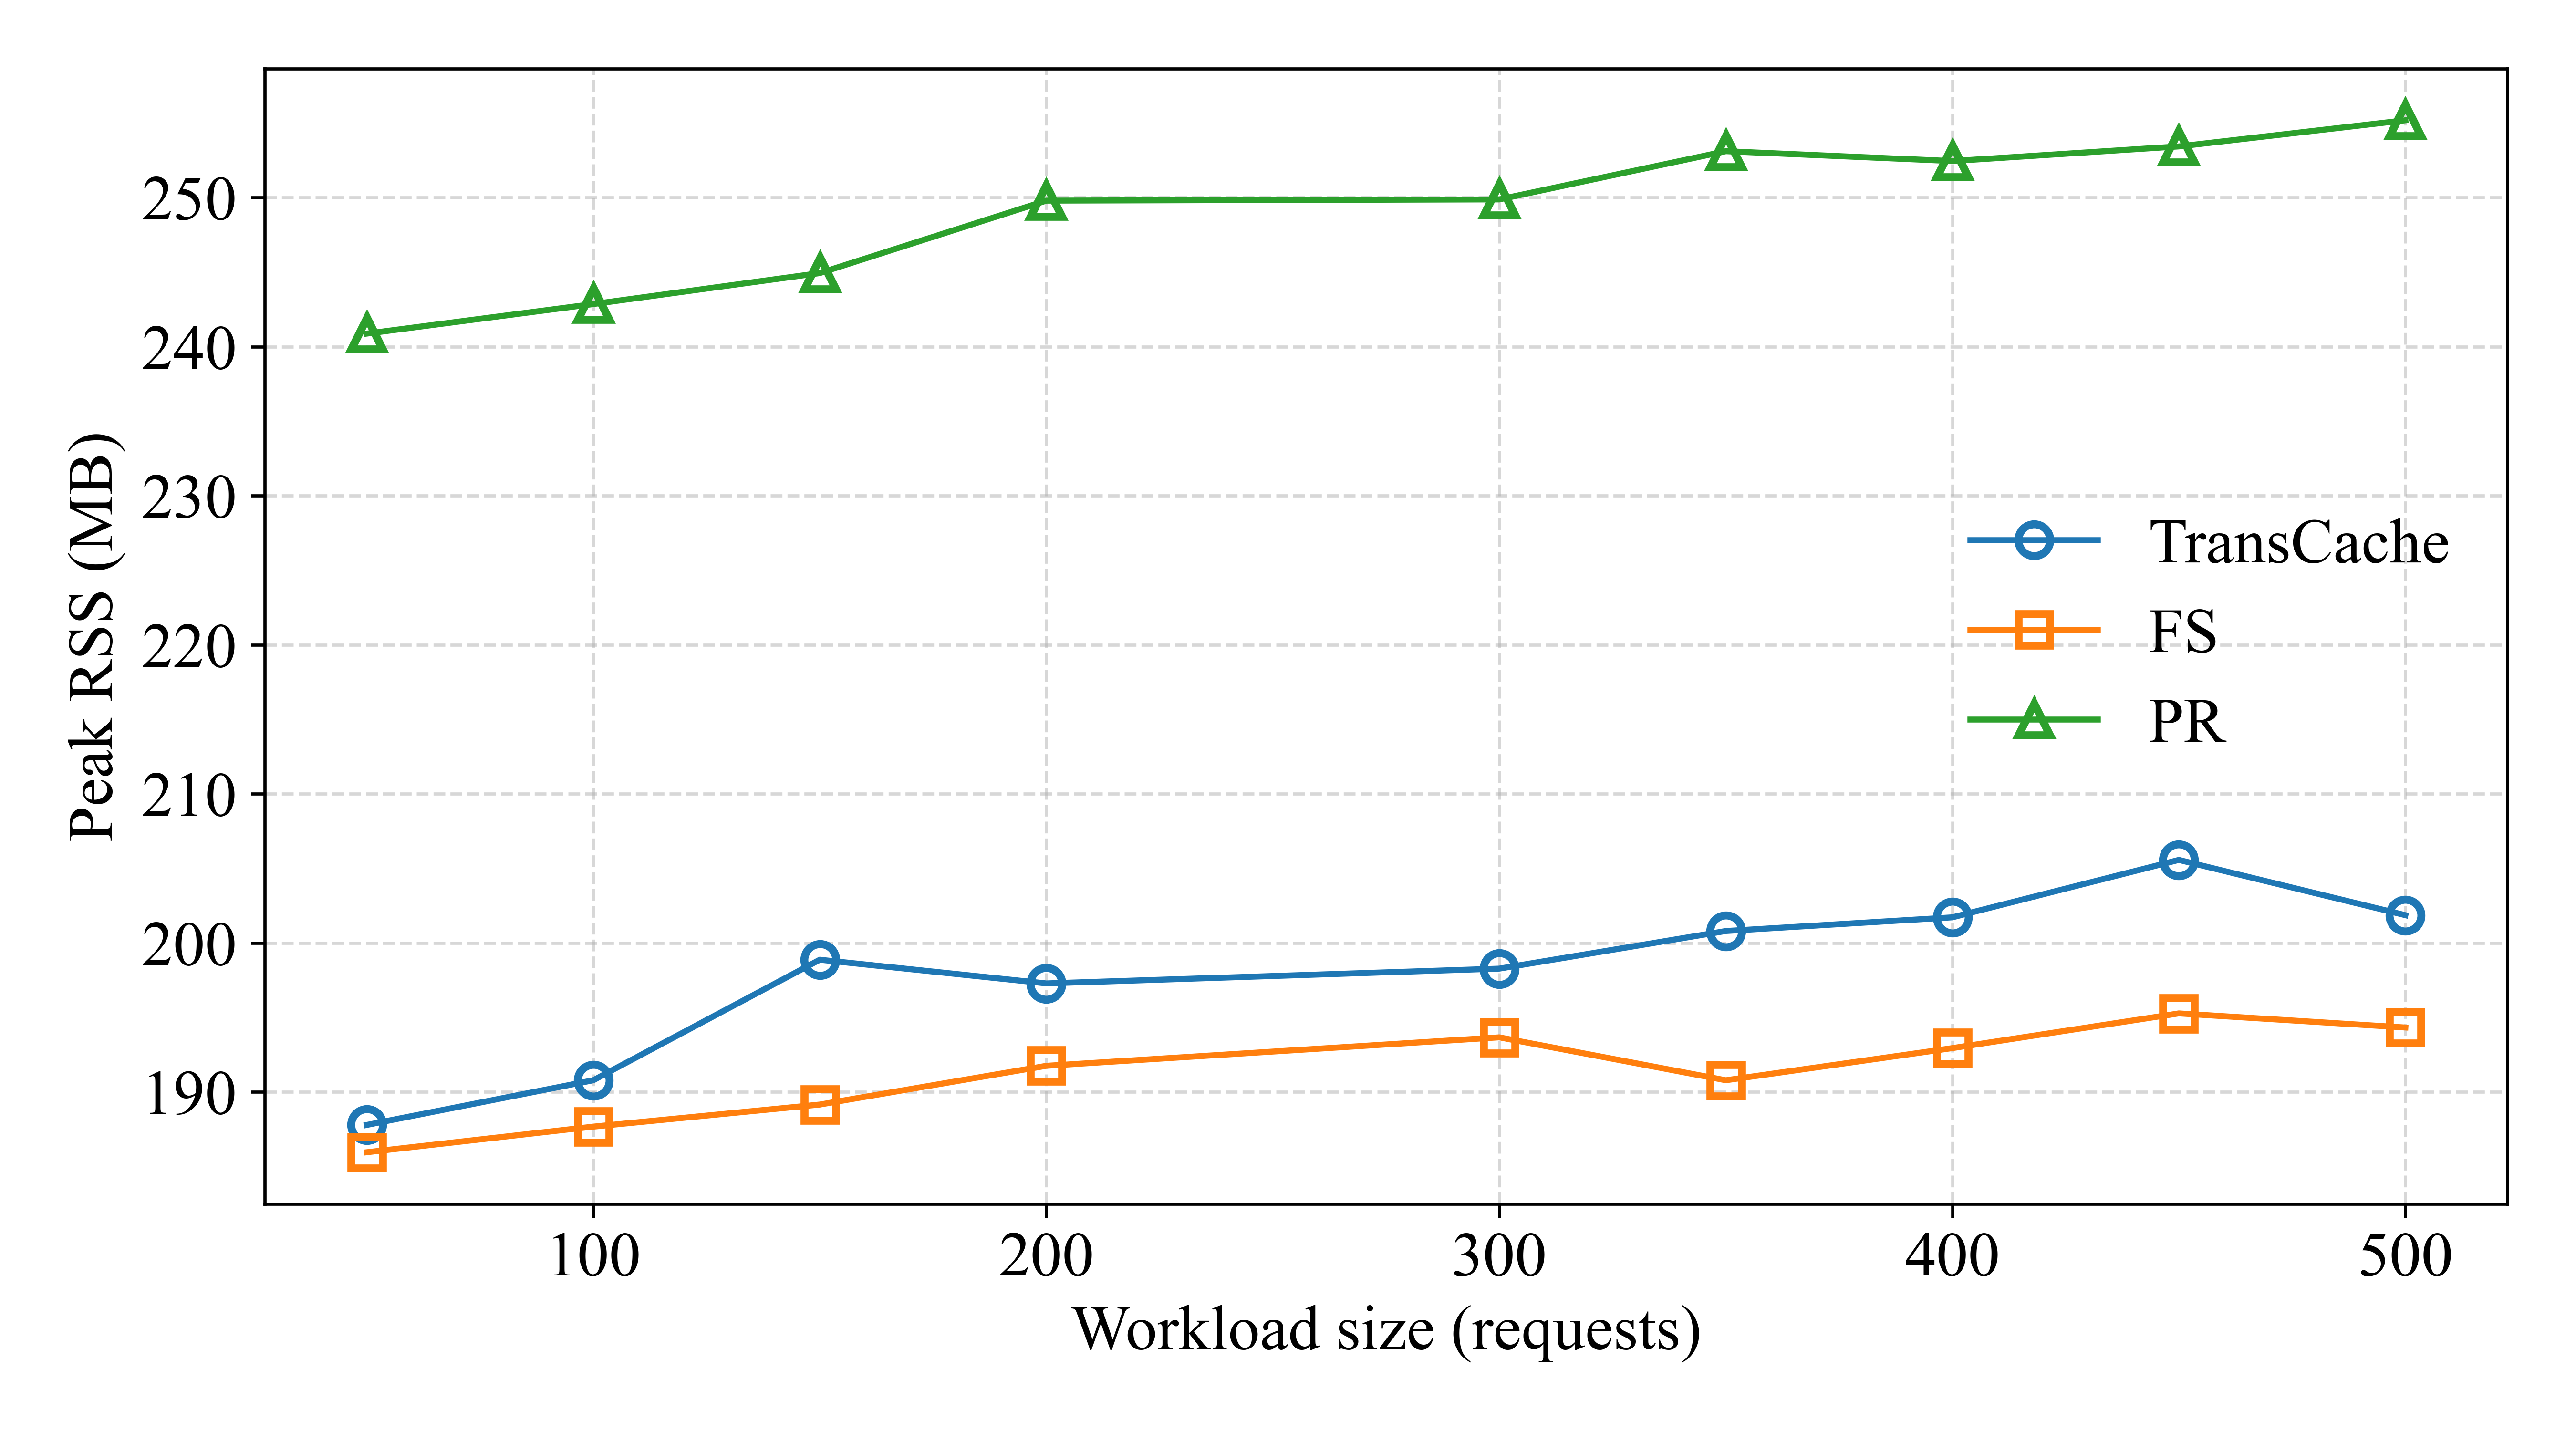 Peak RSS (MB)
250
240
230
220
210
200
190
TransCache
FS
PR
100 200 300 400 500
Workload size (requests)